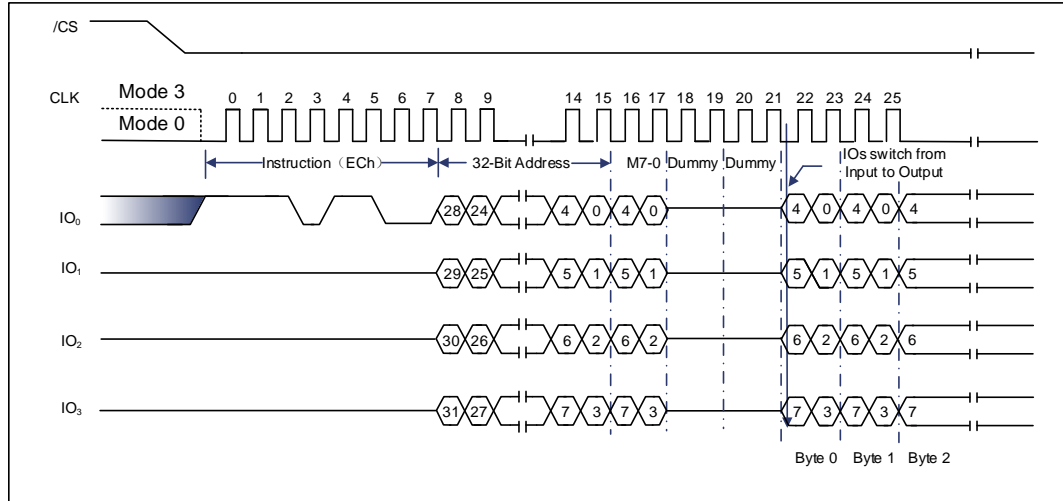 /CS
Mode 3
CLK
Mode 0
0 1 2 3 4 5 6 7 8 9 14 15 16 17 18 19 20 21 22 23 24 25
Instruction（ECh） 32-Bit Address M7-0 Dummy Dummy
IOs switch from
Input to Output
IO₀ 28 24 4 0 4 0 4 0 4 0 4
IO₁ 29 25 5 1 5 1 5 1 5 1 5
IO₂ 30 26 6 2 6 2 6 2 6 2 6
IO₃ 31 27 7 3 7 3 7 3 7 3 7
Byte 0 Byte 1 Byte 2